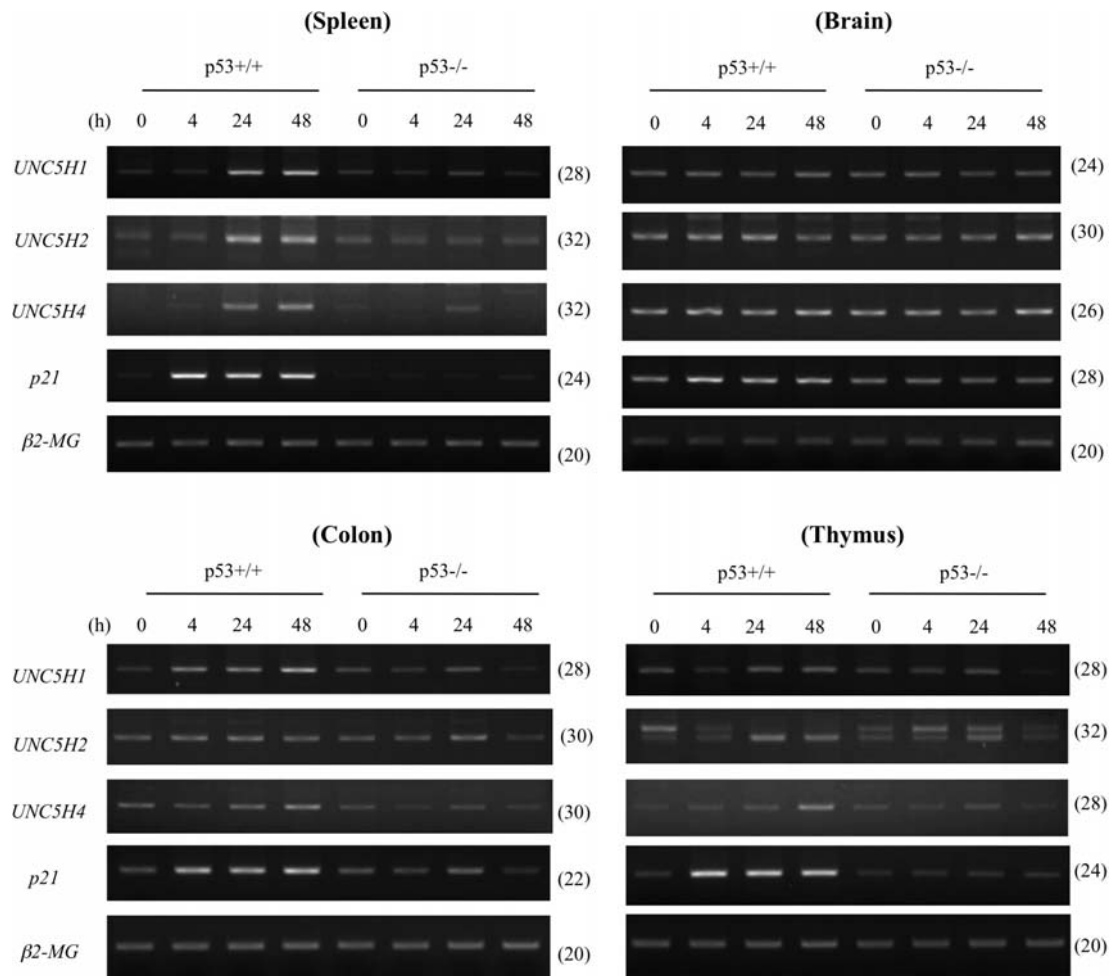 (Spleen)
p53+/+ p53-/-
(h) 0 4 24 48 0 4 24 48
UNC5H1 (28)
UNC5H2 (32)
UNC5H4 (32)
p21 (24)
β2-MG (20)
(Brain)
p53+/+ p53-/-
0 4 24 48 0 4 24 48
(24)
(30)
(26)
(28)
(20)
(Colon)
p53+/+ p53-/-
(h) 0 4 24 48 0 4 24 48
UNC5H1 (28)
UNC5H2 (30)
UNC5H4 (30)
p21 (22)
β2-MG (20)
(Thymus)
p53+/+ p53-/-
0 4 24 48 0 4 24 48
(28)
(32)
(28)
(24)
(20)